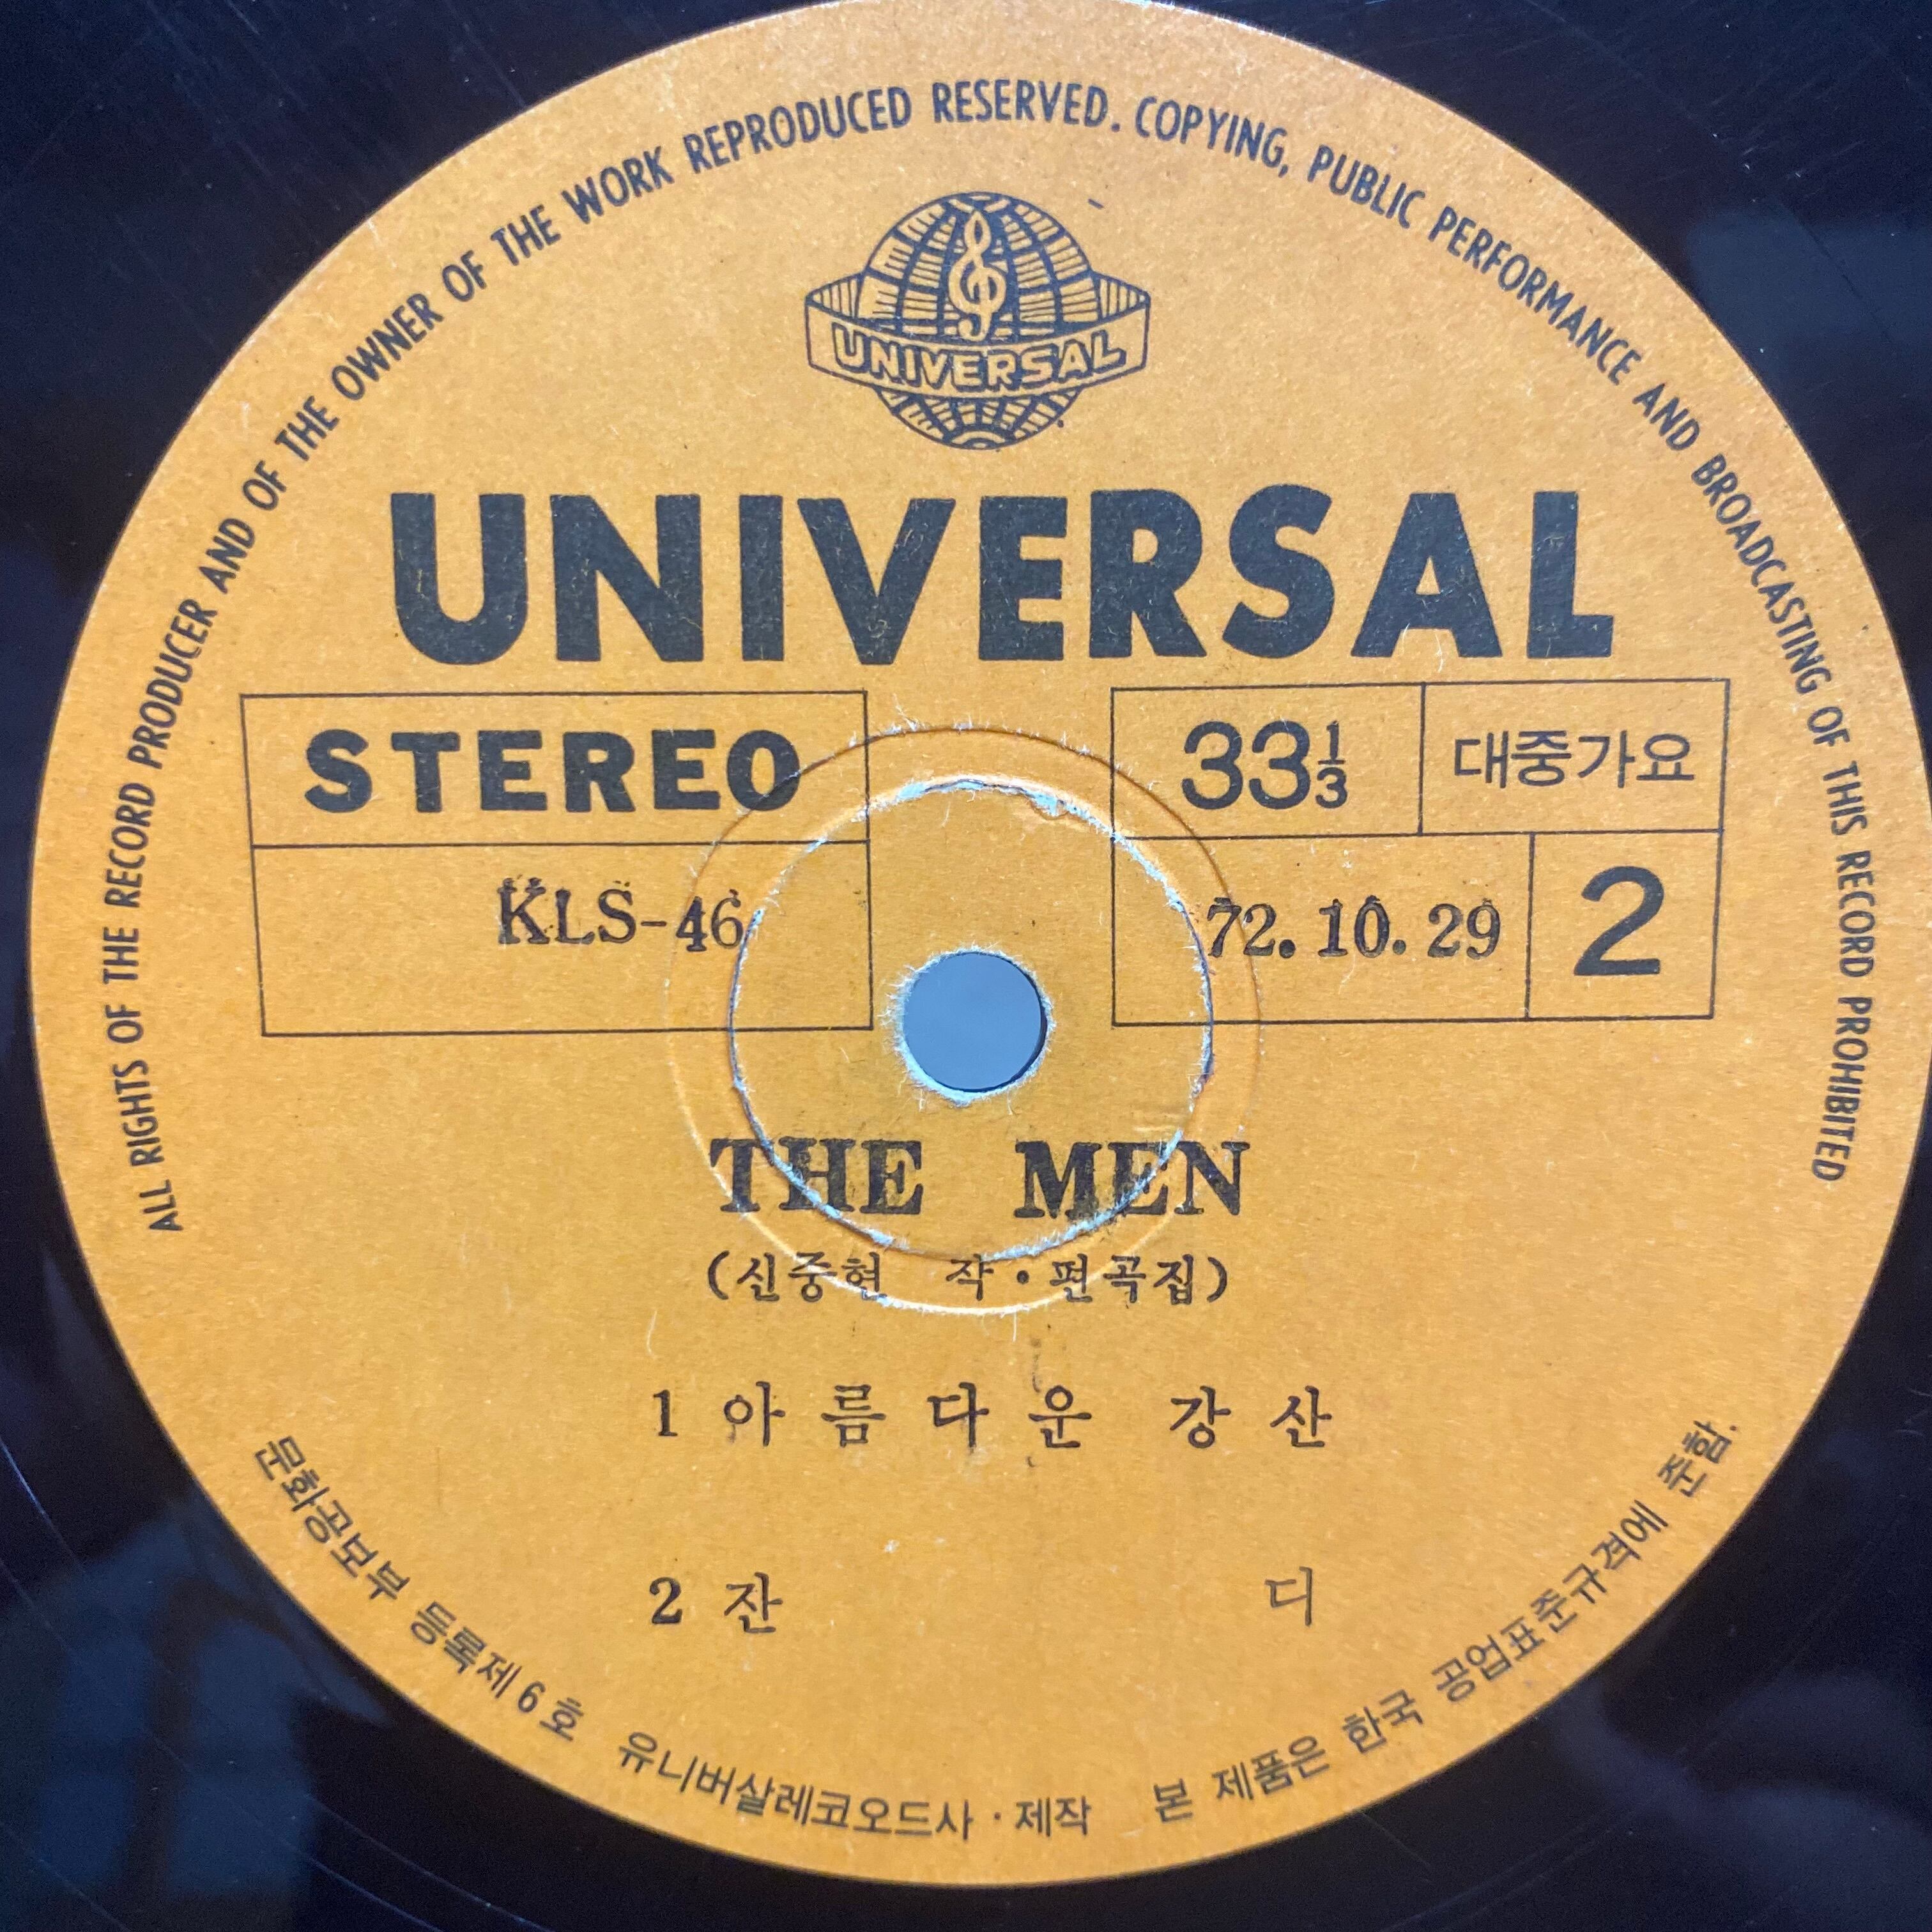 ALL RIGHTS OF THE RECORD PRODUCER AND OF THE OWNER OF THE WORK REPRODUCED RESERVED. COPYING, PUBLIC PERFORMANCE AND BROADCASTING OF THIS RECORD PROHIBITED
UNIVERSAL
UNIVERSAL
STEREO
33 1/3 대중가요
KLS-46
72.10.29 2
THE MEN
(신중현 작·편곡집)
1 아름다운 강산
2 잔 디
문화공보부 등록제6호 유니버살레코오드사·제작 본 제품은 한국 공업표준규격에 준함.